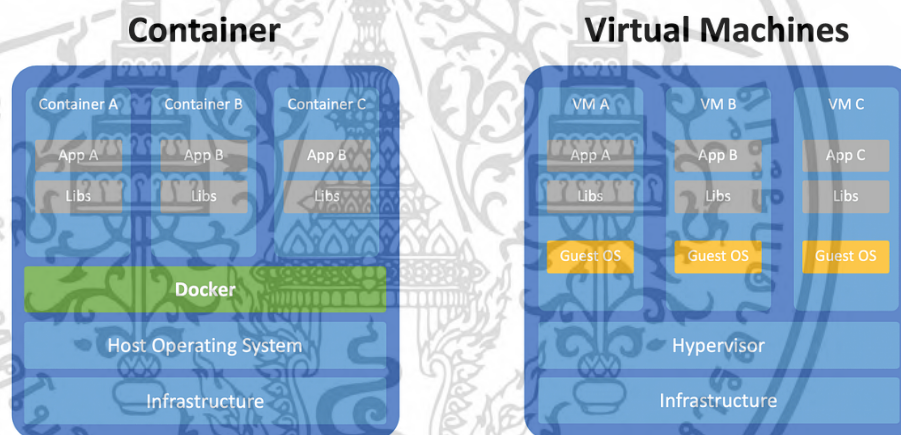 Container
Container A Container B Container C
App A App B App B
Libs Libs Libs
Docker
Host Operating System
Infrastructure
Virtual Machines
VM A VM B VM C
App A App B App C
Libs Libs Libs
Guest OS Guest OS Guest OS
Hypervisor
Infrastructure